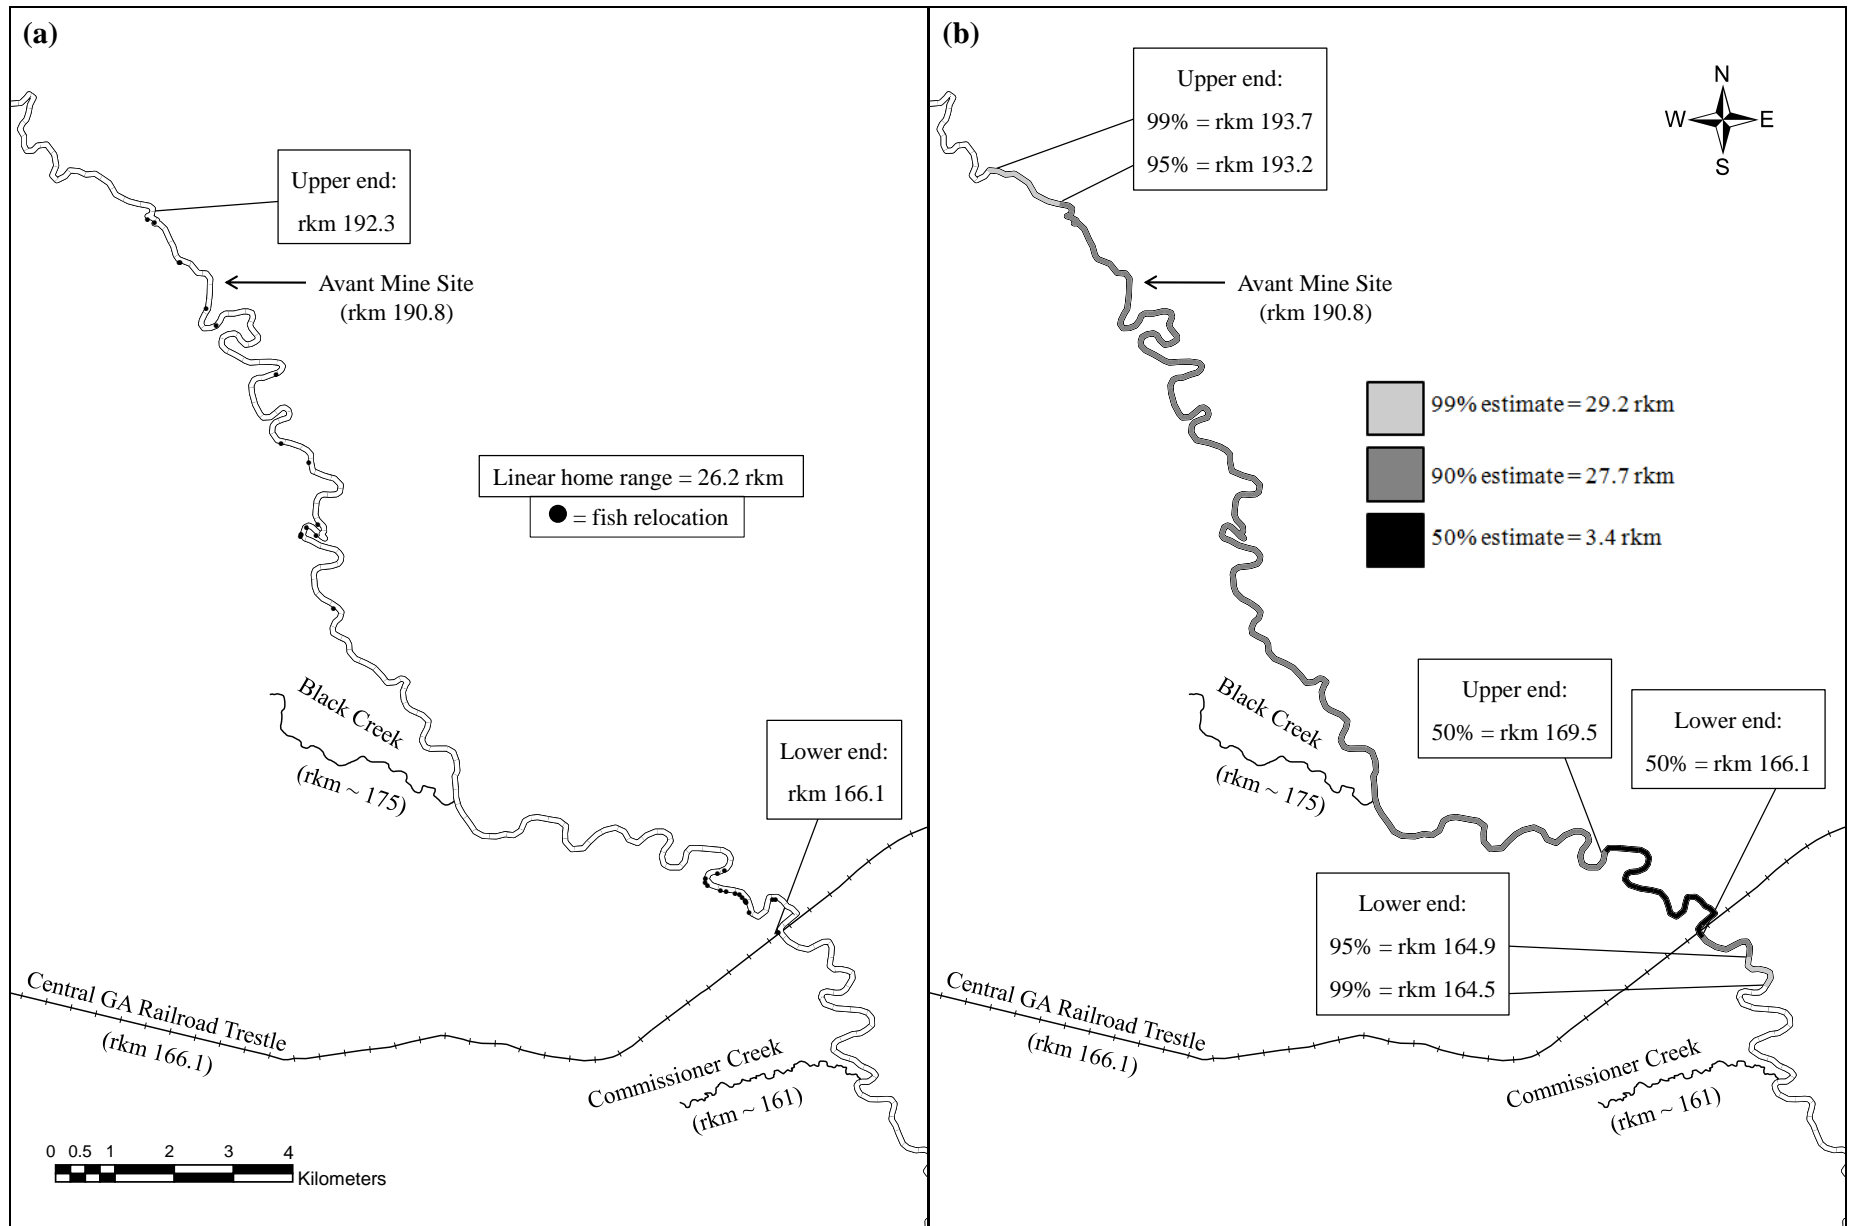 (a)
Upper end:
rkm 192.3
Avant Mine Site
(rkm 190.8)
Linear home range = 26.2 rkm
= fish relocation
Black Creek
(rkm ~ 175)
Lower end:
rkm 166.1
Central GA Railroad Trestle
(rkm 166.1)
Commissioner Creek
(rkm ~ 161)
0 0.5 1 2 3 4
Kilometers
(b)
Upper end:
99% = rkm 193.7
95% = rkm 193.2
N
W E
S
Avant Mine Site
(rkm 190.8)
99% estimate = 29.2 rkm
90% estimate = 27.7 rkm
50% estimate = 3.4 rkm
Black Creek
(rkm ~ 175)
Upper end:
50% = rkm 169.5
Lower end:
50% = rkm 166.1
Lower end:
95% = rkm 164.9
99% = rkm 164.5
Central GA Railroad Trestle
(rkm 166.1)
Commissioner Creek
(rkm ~ 161)